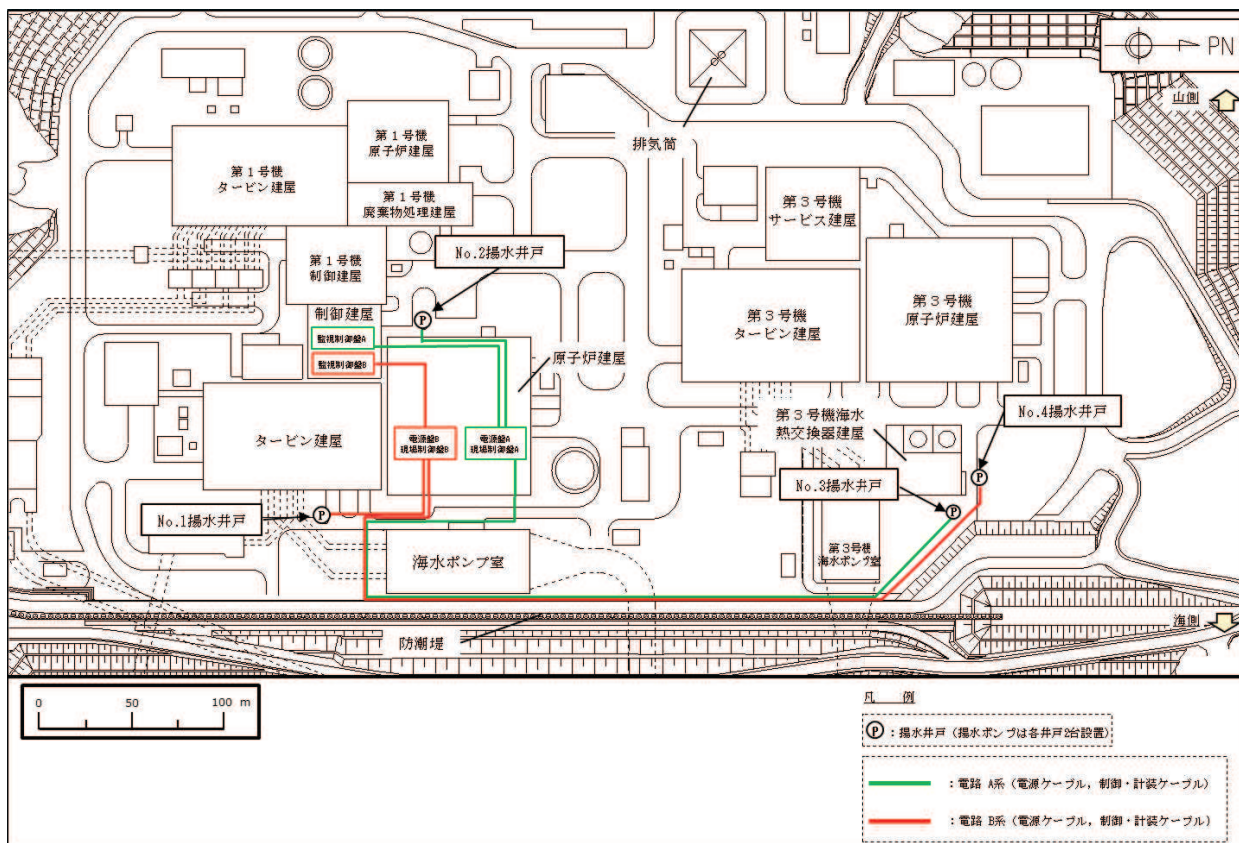 PN
山側
排気筒
第1号機
原子炉建屋
第1号機
タービン建屋
第1号機
廃棄物処理建屋
No.2揚水井戸
第1号機
制御建屋
制御建屋
監視制御盤A
監視制御盤B
P
原子炉建屋
タービン建屋
電源盤B
現場制御盤B
電源盤A
現場制御盤A
No.1揚水井戸
P
海水ポンプ室
第3号機
サービス建屋
第3号機
タービン建屋
第3号機
原子炉建屋
第3号機海水
熱交換器建屋
No.4揚水井戸
P
No.3揚水井戸
P
第3号機
海水ポンプ室
防潮堤
海側
0 50 100 m
凡 例
P:揚水井戸(揚水ポンプは各井戸2台設置)
:電路 A系(電源ケーブル,制御・計装ケーブル)
:電路 B系(電源ケーブル,制御・計装ケーブル)